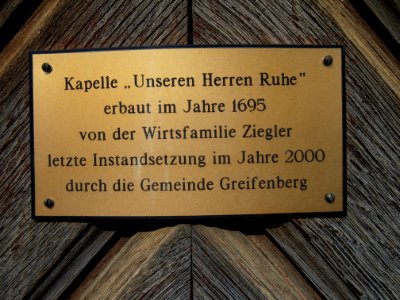 Kapelle „Unseren Herren Ruhe"
erbaut im Jahre 1695
von der Wirtsfamilie Ziegler
letzte Instandsetzung im Jahre 2000
durch die Gemeinde Greifenberg